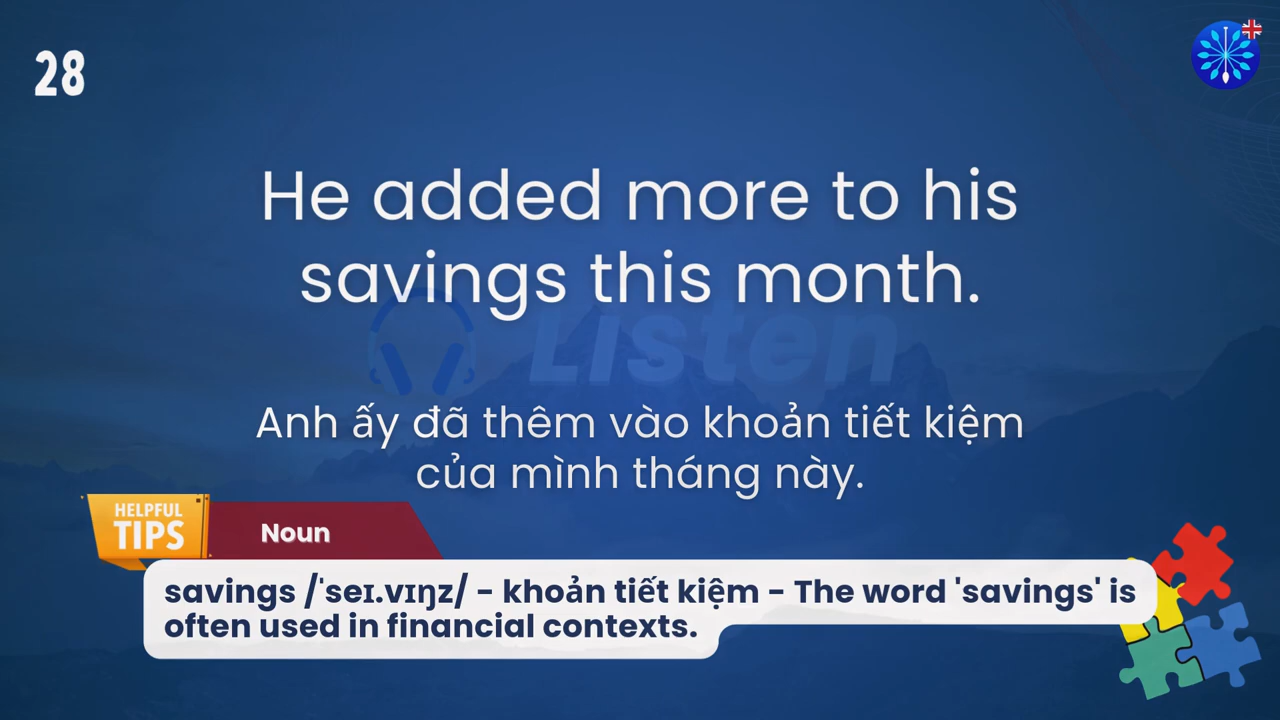 28
He added more to his
savings this month.
Listen
Anh ấy đã thêm vào khoản tiết kiệm
của mình tháng này.
HELPFUL
TIPS
Noun
savings /ˈseɪ.vɪŋz/ - khoản tiết kiệm - The word 'savings' is
often used in financial contexts.